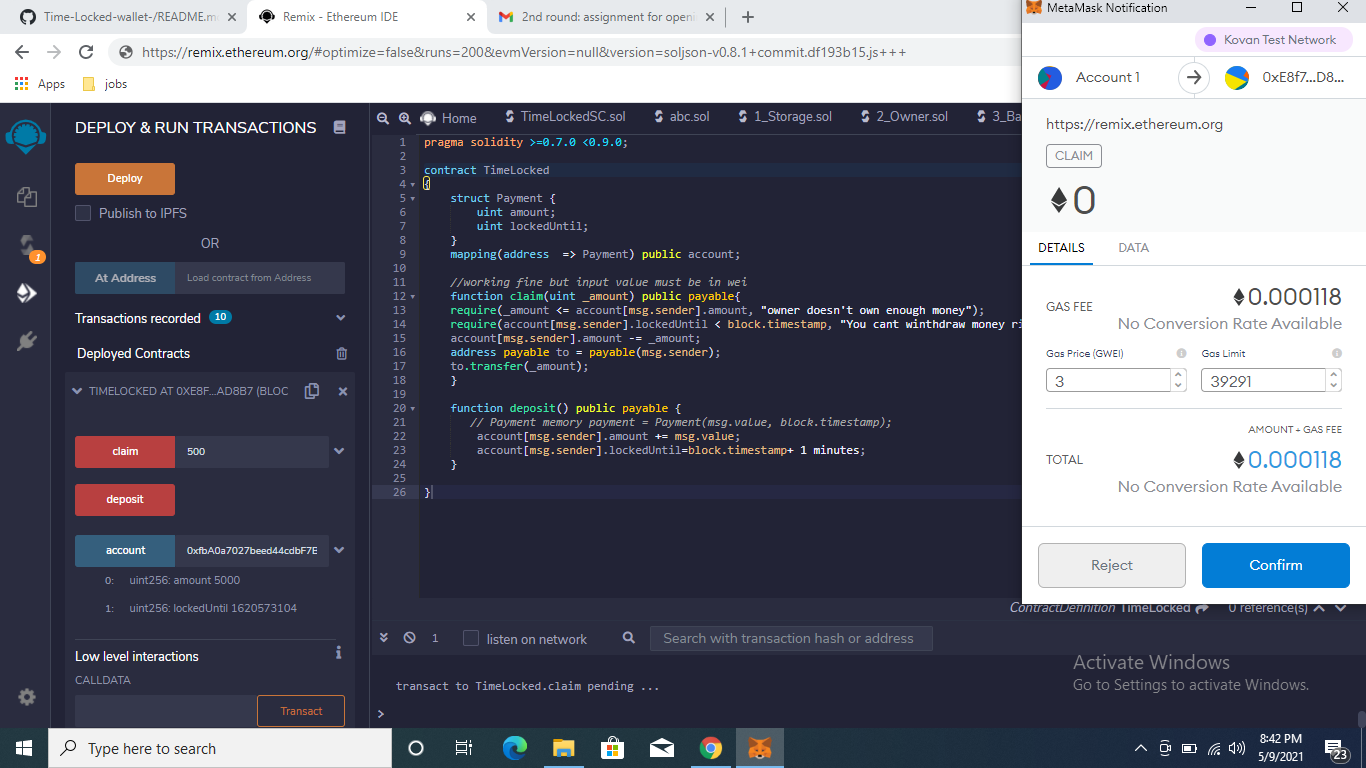 Time-Locked-wallet-/README.m
Remix - Ethereum IDE
2nd round: assignment for openi
https://remix.ethereum.org/#optimize=false&runs=200&evmVersion=null&version=soljson-v0.8.1+commit.df193b15.js+++
Apps
jobs
DEPLOY & RUN TRANSACTIONS
Deploy
Publish to IPFS
OR
At Address
Load contract from Address
Transactions recorded 10
Deployed Contracts
TIMELOCKED AT 0XE8F...AD8B7 (BLOC
claim
500
deposit
account
0xfbA0a7027beed44cdbF7E
0: uint256: amount 5000
1: uint256: lockedUntil 1620573104
Low level interactions
CALLDATA
Transact
1
Home
TimeLockedSC.sol
abc.sol
1_Storage.sol
2_Owner.sol
3_Ba
1 pragma solidity >=0.7.0 <0.9.0;
2
3 contract TimeLocked
4 {
5 struct Payment {
6 uint amount;
7 uint lockedUntil;
8 }
9 mapping(address => Payment) public account;
10
11 //working fine but input value must be in wei
12 function claim(uint _amount) public payable{
13 require(_amount <= account[msg.sender].amount, "owner doesn't own enough money");
14 require(account[msg.sender].lockedUntil < block.timestamp, "You cant winthdraw money ri
15 account[msg.sender].amount -= _amount;
16 address payable to = payable(msg.sender);
17 to.transfer(_amount);
18 }
19
20 function deposit() public payable {
21 // Payment memory payment = Payment(msg.value, block.timestamp);
22 account[msg.sender].amount += msg.value;
23 account[msg.sender].lockedUntil=block.timestamp+ 1 minutes;
24 }
25
26 }
ContractDefinition TimeLocked
0 reference(s)
1
listen on network
Search with transaction hash or address
transact to TimeLocked.claim pending ...
>
MetaMask Notification
Kovan Test Network
Account 1
0xE8f7...D8...
https://remix.ethereum.org
CLAIM
0
DETAILS
DATA
GAS FEE
0.000118
No Conversion Rate Available
Gas Price (GWEI)
Gas Limit
3
39291
AMOUNT + GAS FEE
TOTAL
0.000118
No Conversion Rate Available
Reject
Confirm
Activate Windows
Go to Settings to activate Windows.
Type here to search
8:42 PM
5/9/2021
23